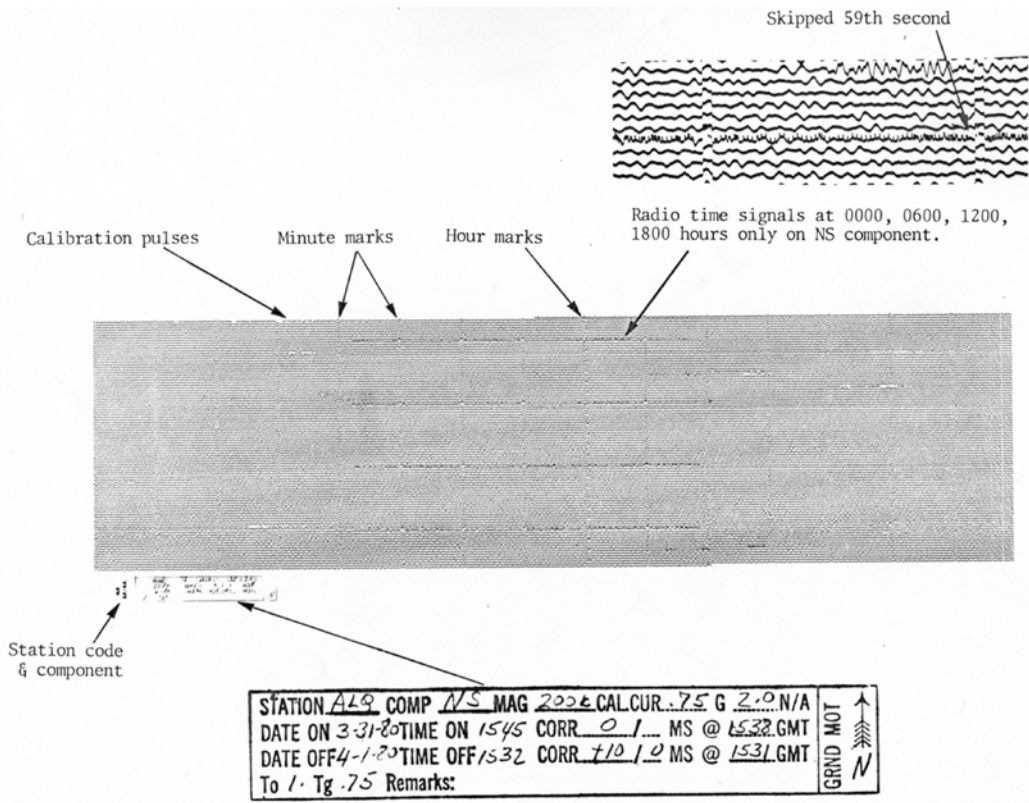 Skipped 59th second
Radio time signals at 0000, 0600, 1200,
1800 hours only on NS component.
Calibration pulses
Minute marks
Hour marks
Station code
& component
STATION ALQ COMP NS MAG 200k CAL CUR .75 G 2.0 N/A
DATE ON 3-31-80 TIME ON 1545 CORR 0 / MS @ 1538 GMT
DATE OFF 4-1-80 TIME OFF 1532 CORR +10 / 0 MS @ 1531 GMT
To 1. Tg .75 Remarks:
GRND MOT
N